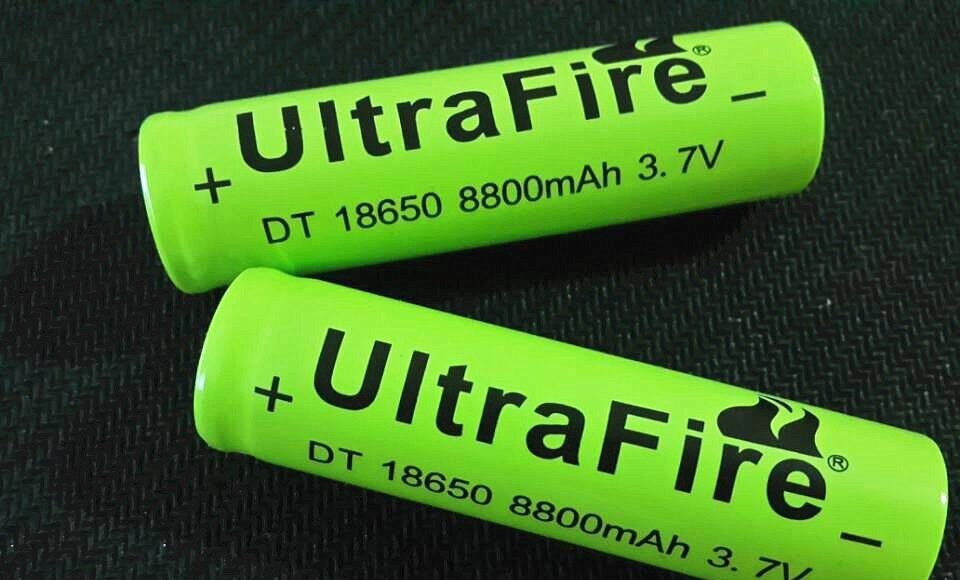 UltraFire®
+ −
DT 18650 8800mAh 3.7V
UltraFire®
+ −
DT 18650 8800mAh 3.7V